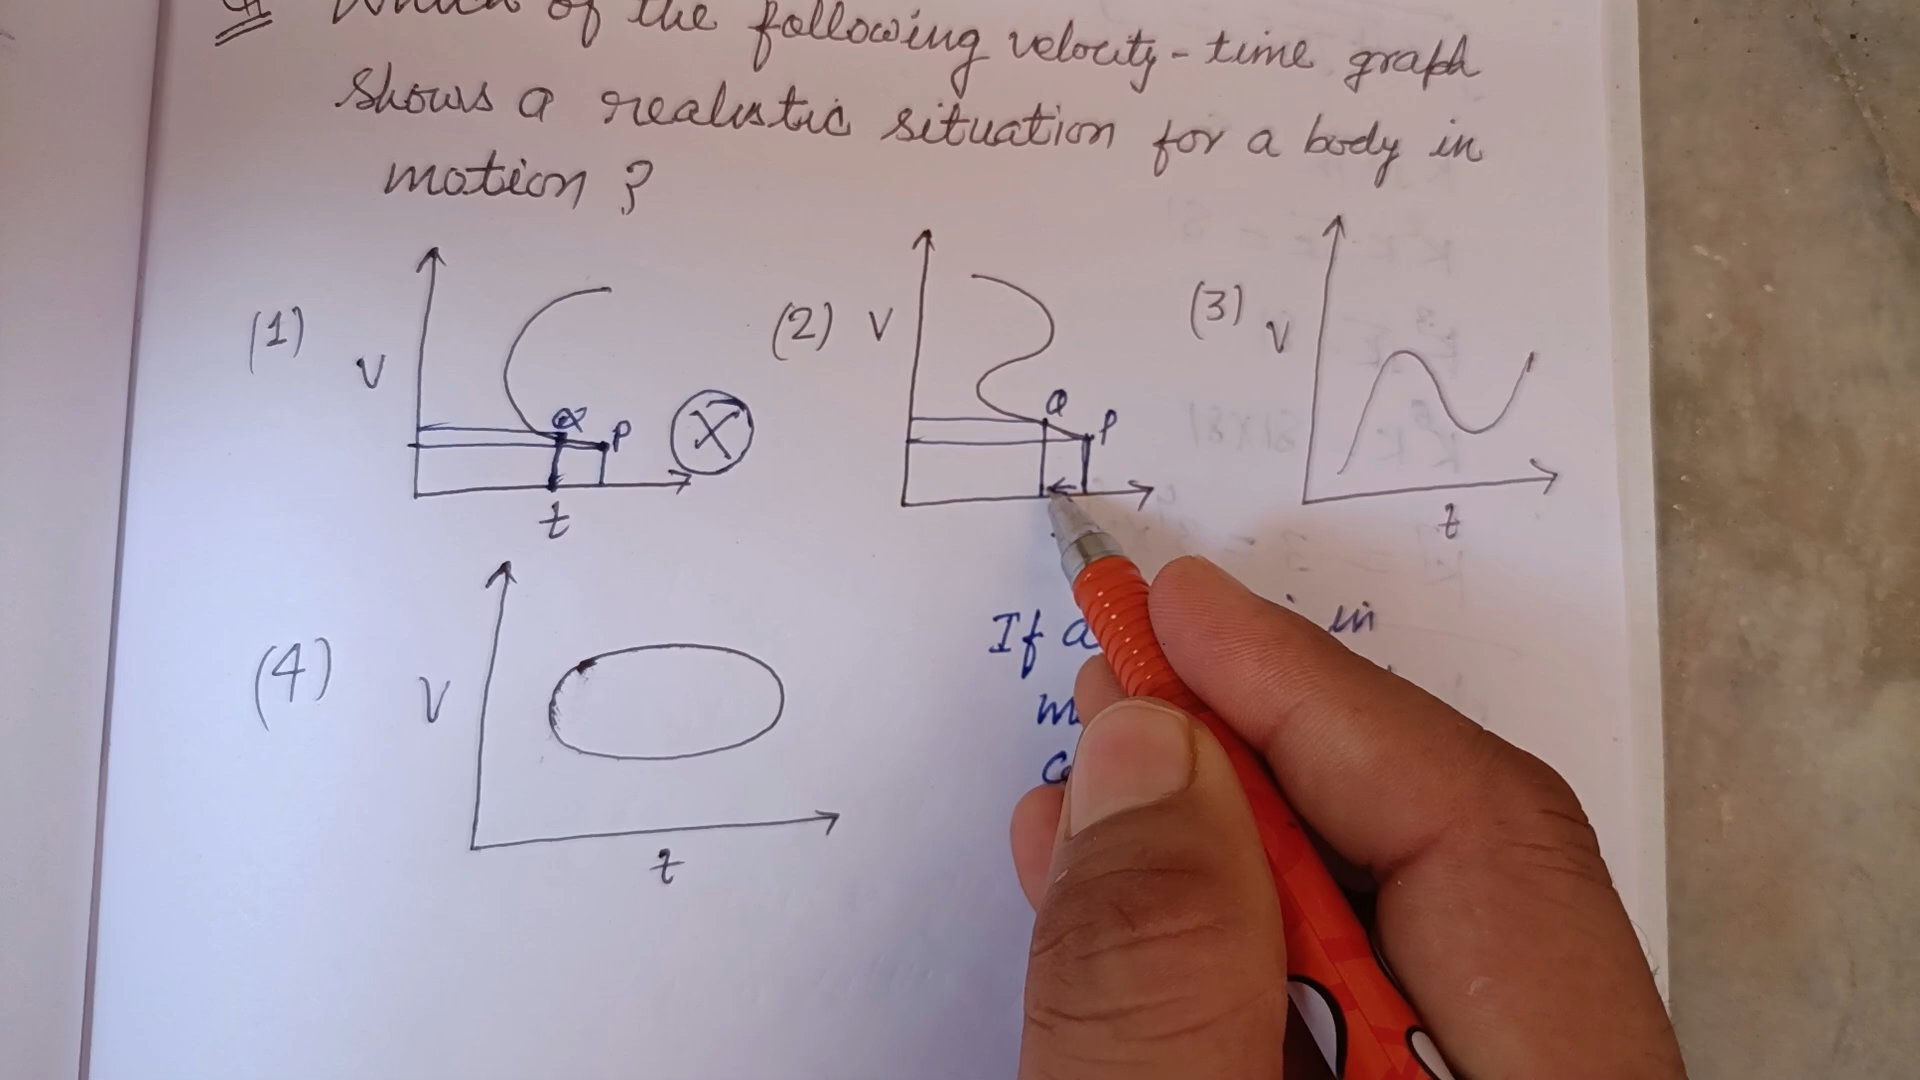 Which of the following velocity-time graph
shows a realistic situation for a body in
motion ?
(1) V
Q P
X
t
(2) V
Q P
(3) V
t
(4) V
t
If a in